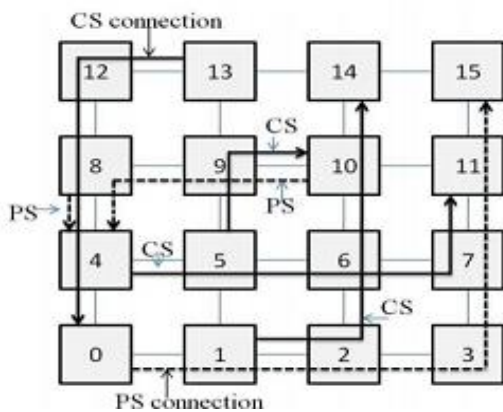 CS connection
12 13 14 15
CS
8 9 10 11
PS PS
CS
4 5 6 7
CS
0 1 2 3
PS connection